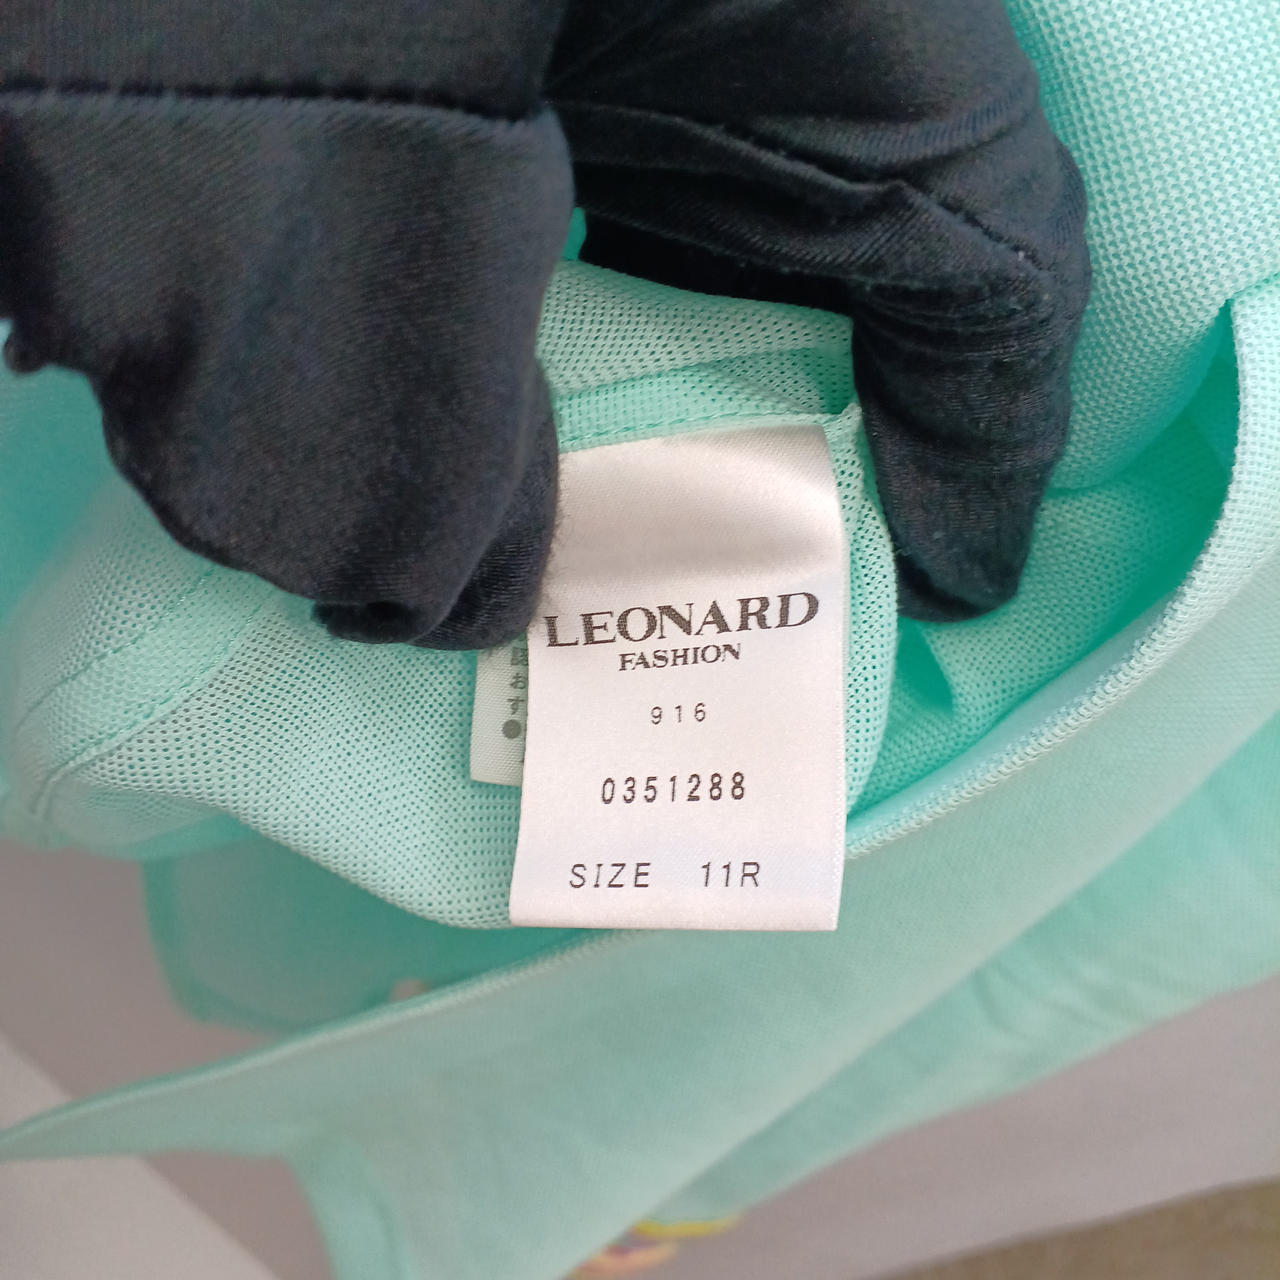 LEONARD
FASHION
916
0351288
SIZE 11R